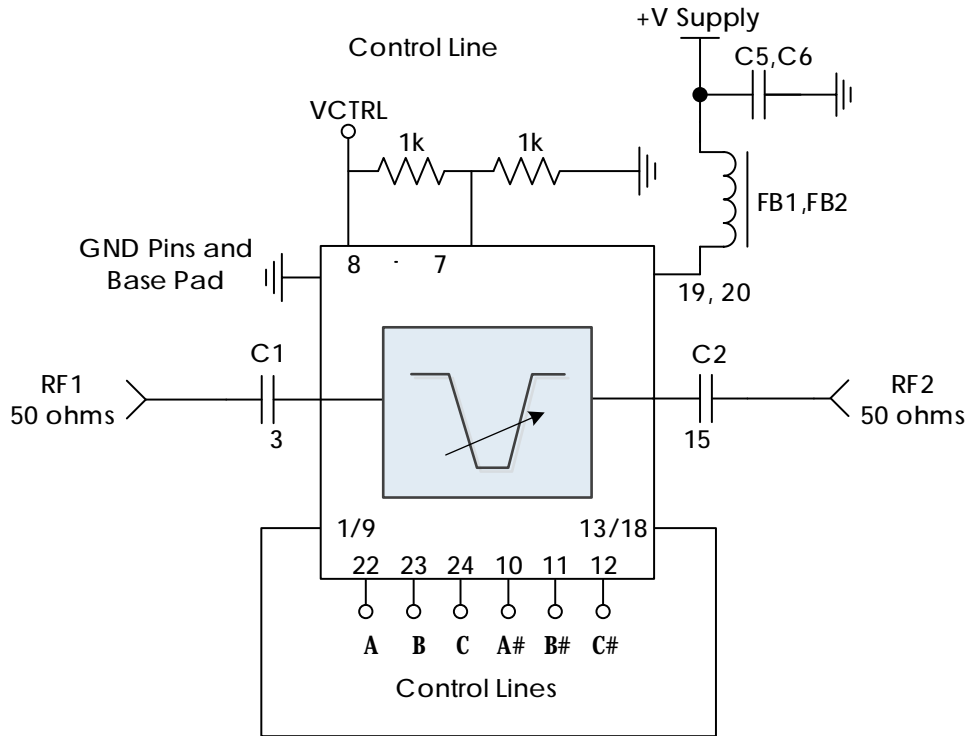 +V Supply
Control Line
C5,C6
VCTRL
1k
1k
FB1,FB2
GND Pins and
Base Pad
8 - 7
19, 20
C1
C2
RF1
50 ohms
RF2
50 ohms
3
15
1/9
13/18
22 23 24 10 11 12
A B C A# B# C#
Control Lines